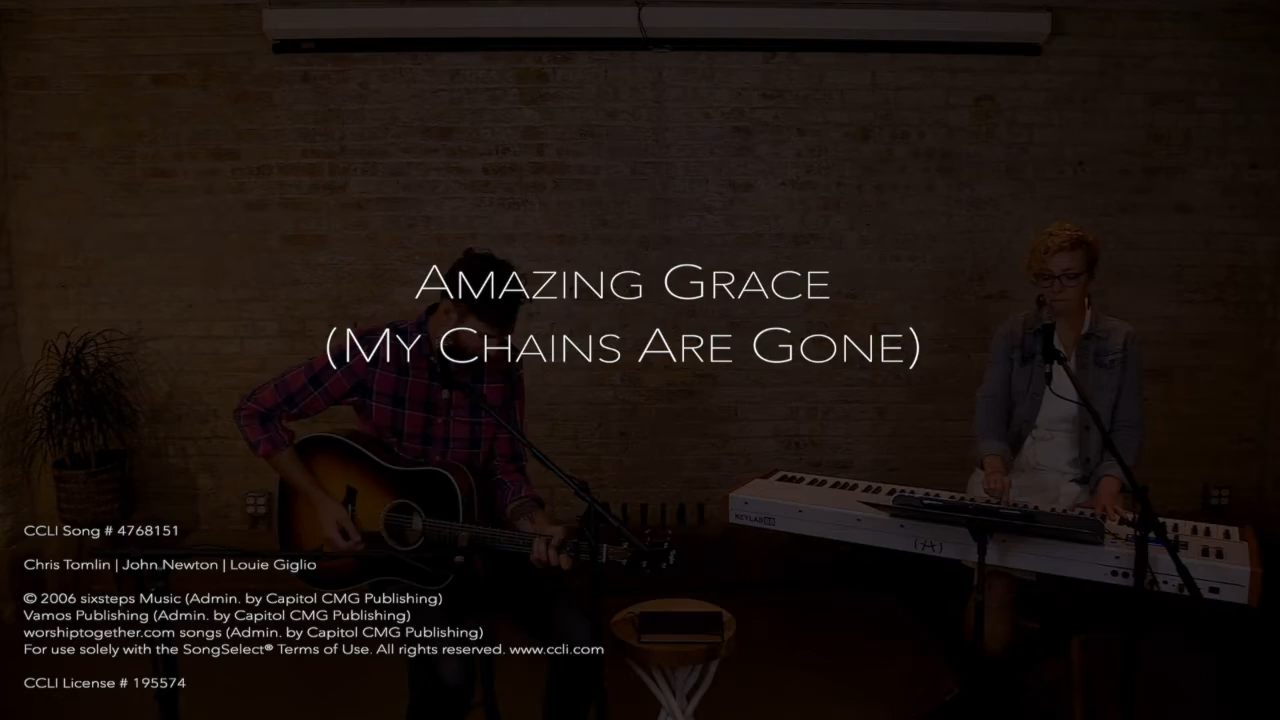 Amazing Grace
(My Chains Are Gone)
KEYLAB88
CCLI Song # 4768151
Chris Tomlin | John Newton | Louie Giglio
© 2006 sixsteps Music (Admin. by Capitol CMG Publishing)
Vamos Publishing (Admin. by Capitol CMG Publishing)
worshiptogether.com songs (Admin. by Capitol CMG Publishing)
For use solely with the SongSelect® Terms of Use. All rights reserved. www.ccli.com
CCLI License # 195574